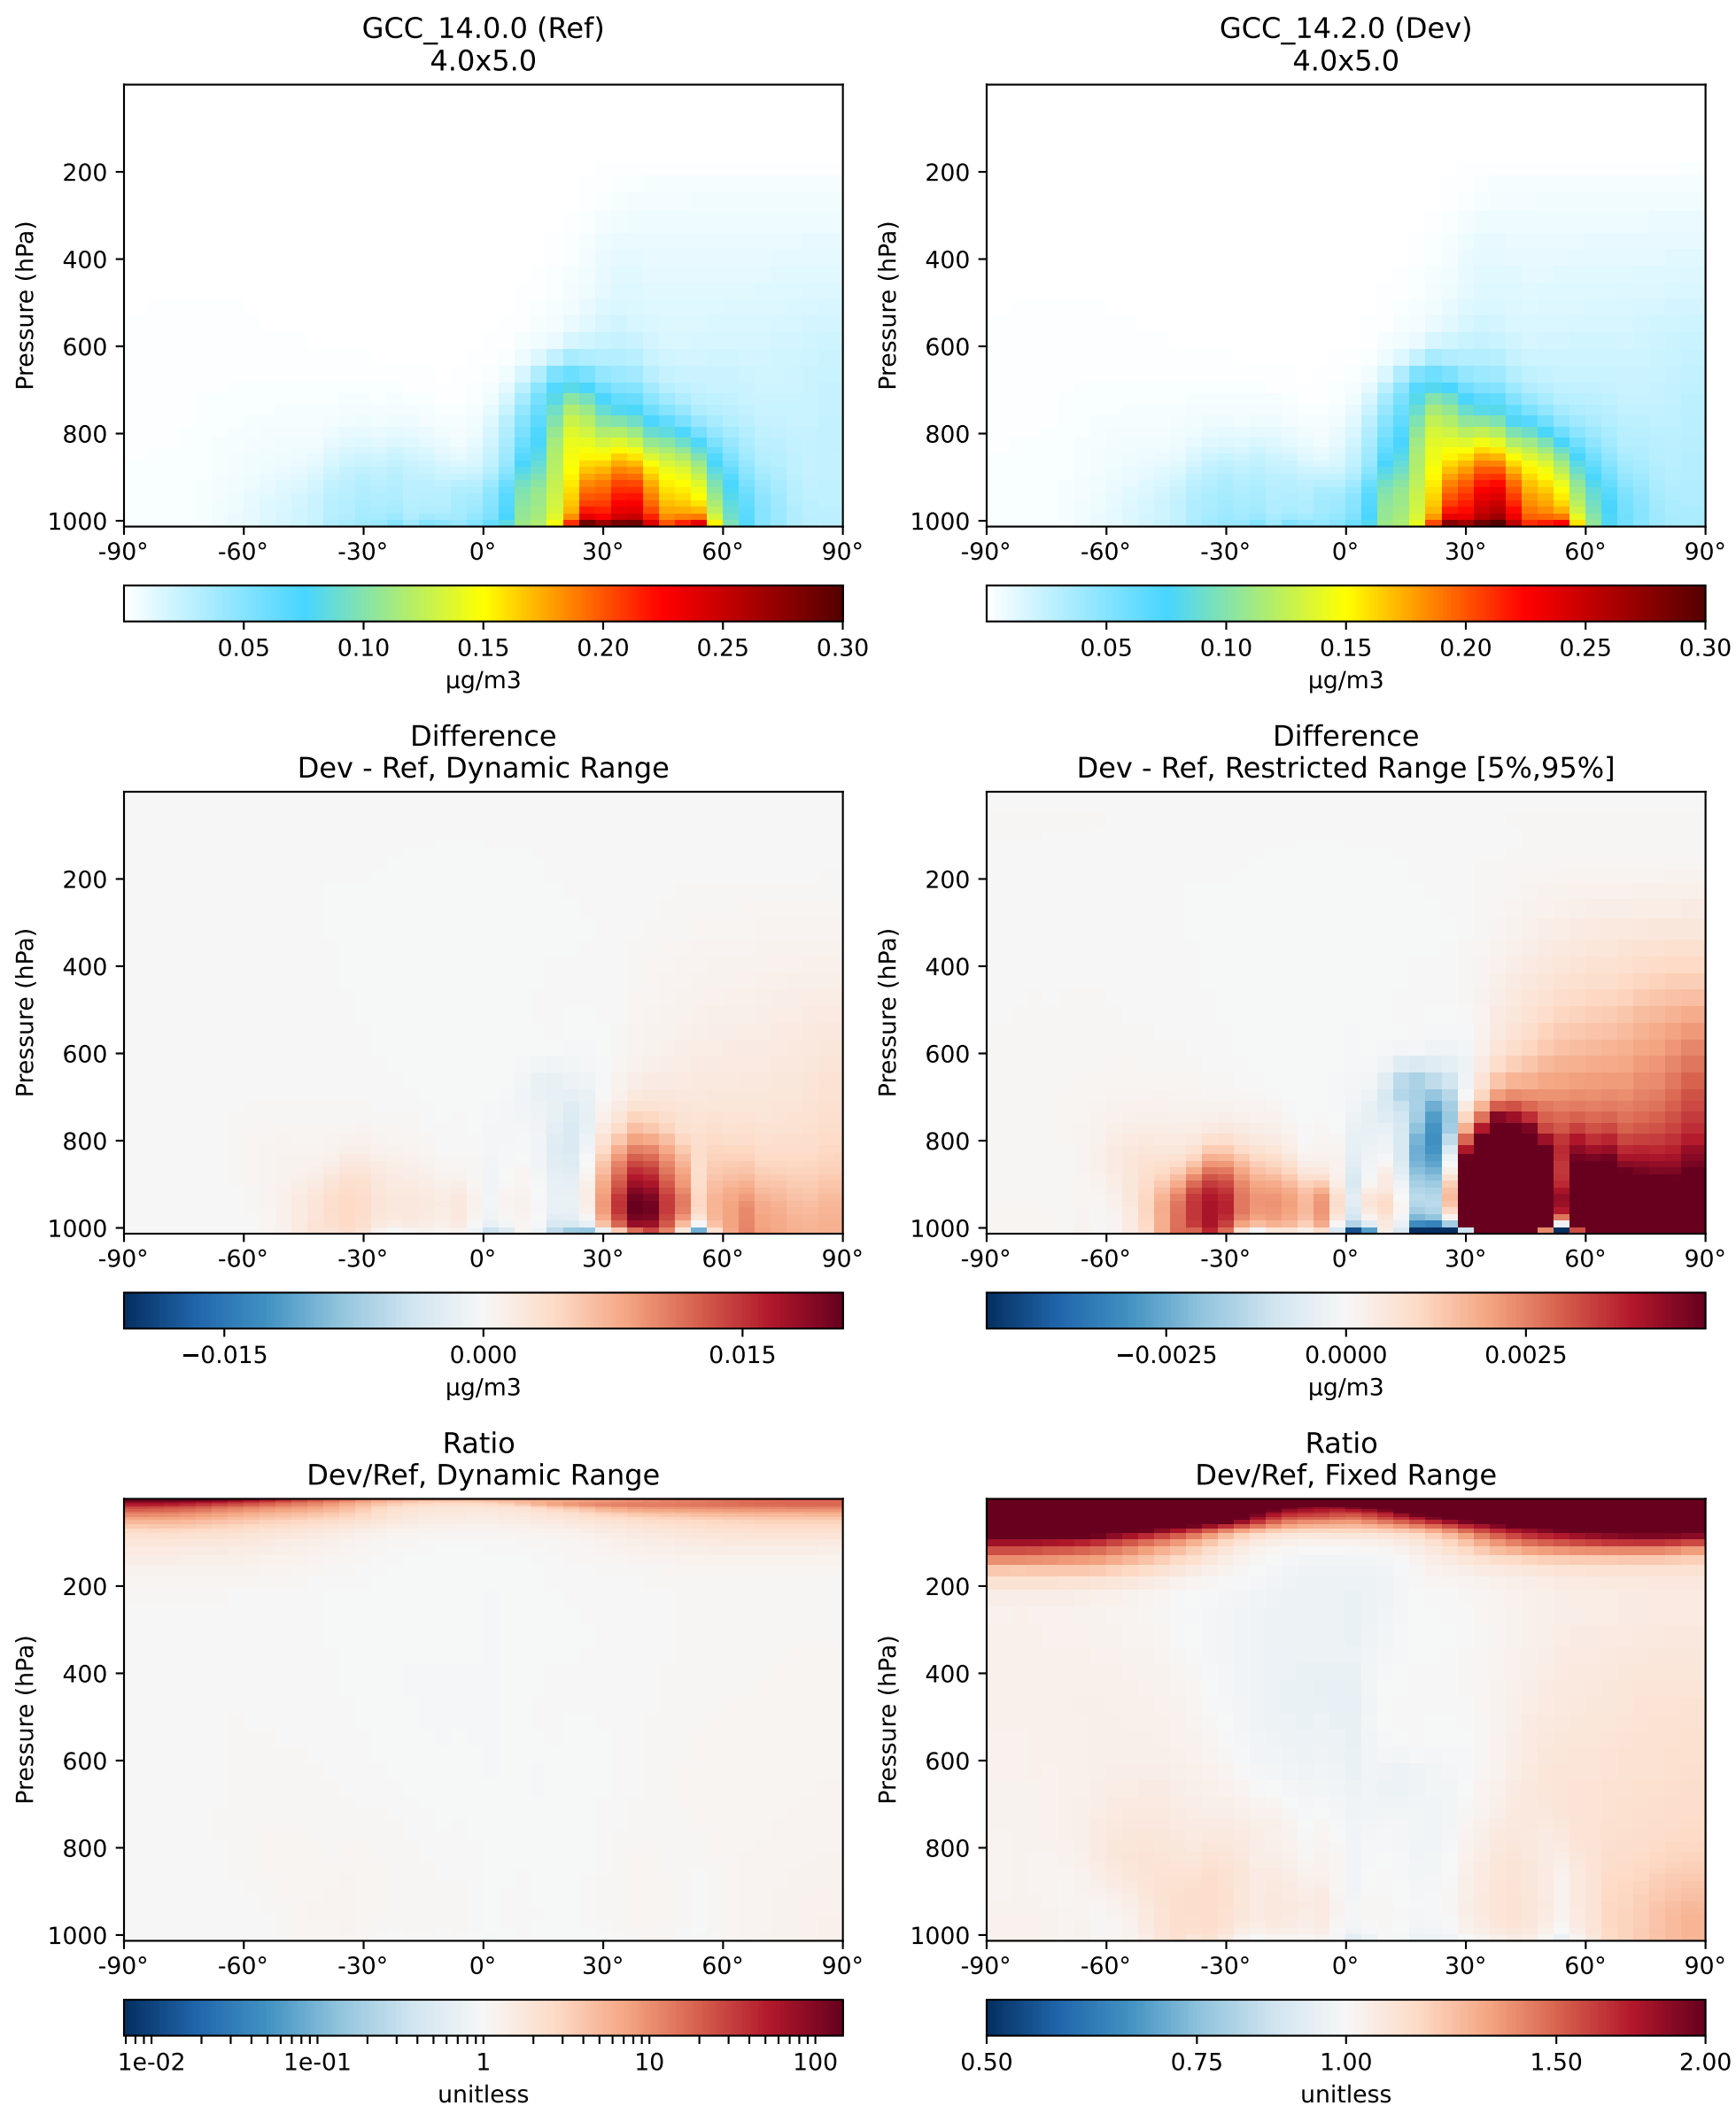 GCC_14.0.0 (Ref)
4.0x5.0
Pressure (hPa)
200
400
600
800
1000
-90° -60° -30° 0° 30° 60° 90°
0.05 0.10 0.15 0.20 0.25 0.30
µg/m3
GCC_14.2.0 (Dev)
4.0x5.0
Pressure (hPa)
200
400
600
800
1000
-90° -60° -30° 0° 30° 60° 90°
0.05 0.10 0.15 0.20 0.25 0.30
µg/m3
Difference
Dev - Ref, Dynamic Range
Pressure (hPa)
200
400
600
800
1000
-90° -60° -30° 0° 30° 60° 90°
−0.015 0.000 0.015
µg/m3
Difference
Dev - Ref, Restricted Range [5%,95%]
Pressure (hPa)
200
400
600
800
1000
-90° -60° -30° 0° 30° 60° 90°
−0.0025 0.0000 0.0025
µg/m3
Ratio
Dev/Ref, Dynamic Range
Pressure (hPa)
200
400
600
800
1000
-90° -60° -30° 0° 30° 60° 90°
1e-02 1e-01 1 10 100
unitless
Ratio
Dev/Ref, Fixed Range
Pressure (hPa)
200
400
600
800
1000
-90° -60° -30° 0° 30° 60° 90°
0.50 0.75 1.00 1.50 2.00
unitless